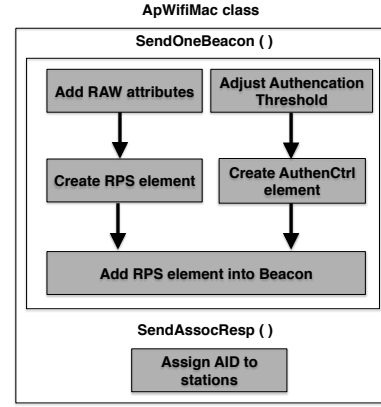 ApWifiMac class
SendOneBeacon ( )
Add RAW attributes
Adjust Authencation
Threshold
Create RPS element
Create AuthenCtrl
element
Add RPS element into Beacon
SendAssocResp ( )
Assign AID to
stations